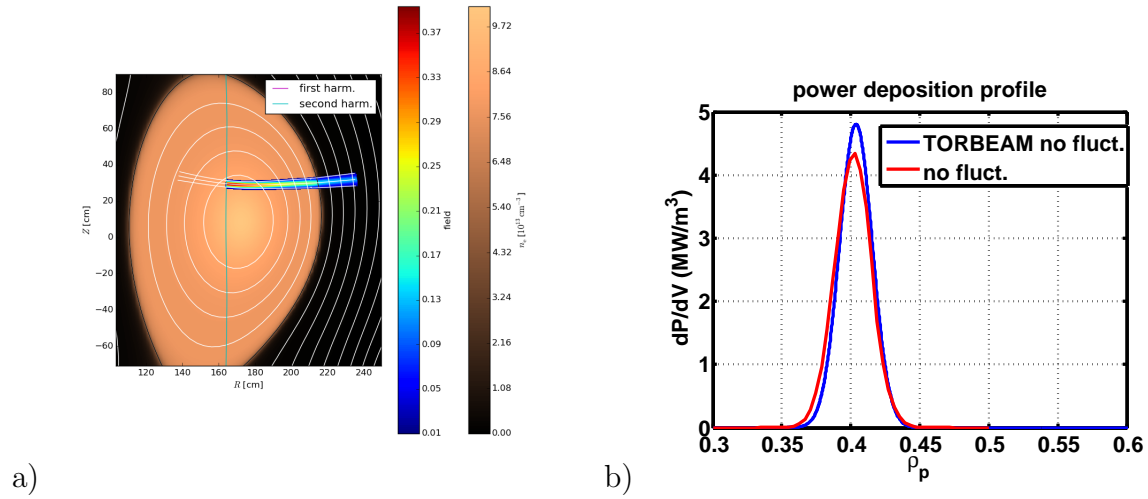 80
60
40
20
0
−20
−40
−60
Z [cm]
120 140 160 180 200 220 240
R [cm]
first harm.
second harm.
0.37
0.33
0.29
0.25
0.21
0.17
0.13
0.09
0.05
0.01
field
9.72
8.64
7.56
6.48
5.40
4.32
3.24
2.16
1.08
0.00
nₑ [10¹³ cm⁻³]
a)
power deposition profile
TORBEAM no fluct.
no fluct.
5
4
3
2
1
0
dP/dV (MW/m³)
0.3 0.35 0.4 0.45 0.5 0.55 0.6
ρₚ
b)